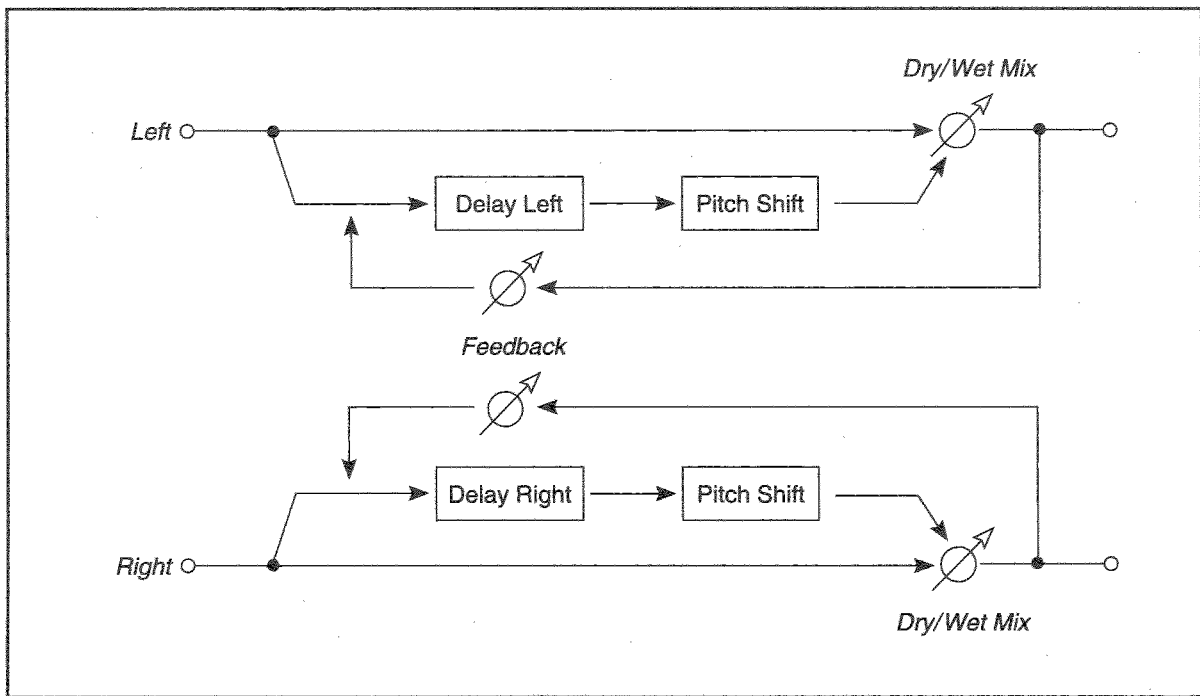 Dry/Wet Mix
Left
Delay Left
Pitch Shift
Feedback
Delay Right
Pitch Shift
Right
Dry/Wet Mix